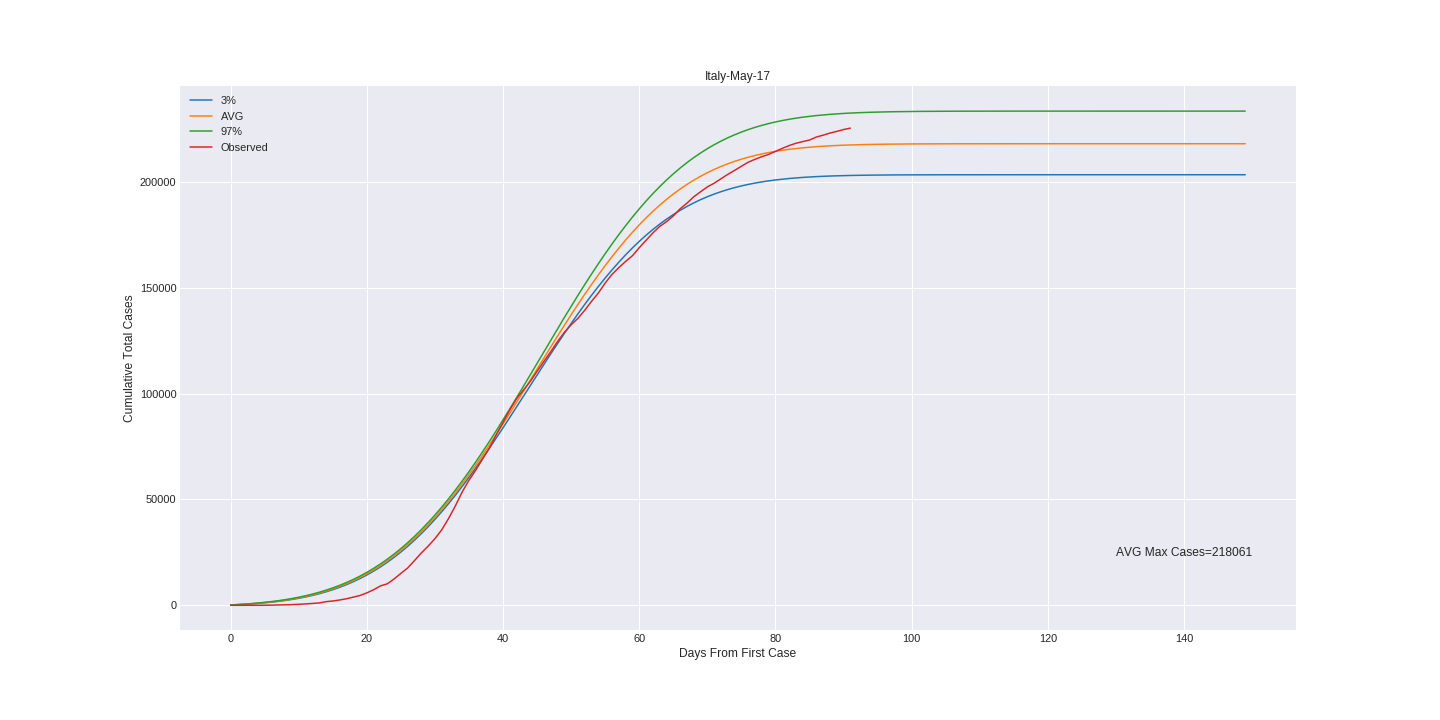 Italy-May-17
3%
AVG
97%
Observed
200000
150000
100000
50000
0
Cumulative Total Cases
AVG Max Cases=218061
0 20 40 60 80 100 120 140
Days From First Case